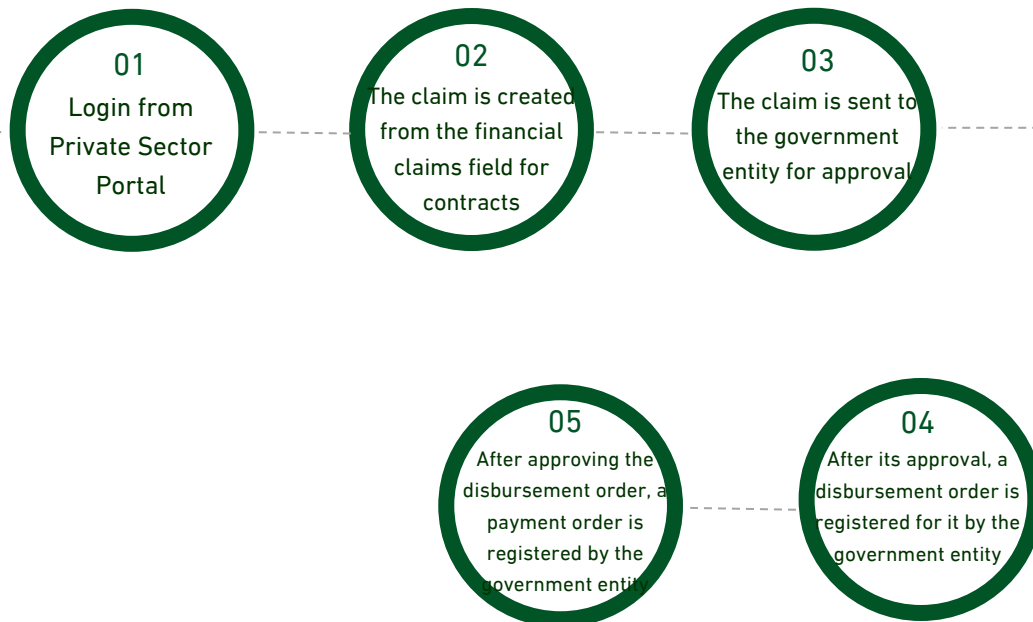 01
Login from
Private Sector
Portal
02
The claim is created
from the financial
claims field for
contracts
03
The claim is sent to
the government
entity for approval
04
After its approval, a
disbursement order is
registered for it by the
government entity
05
After approving the
disbursement order, a
payment order is
registered by the
government entity